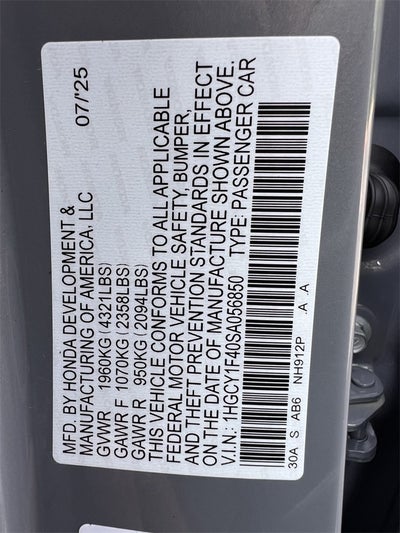 MFD. BY HONDA DEVELOPMENT & 07/'25
MANUFACTURING OF AMERICA, LLC
GVWR 1960KG (4321LBS)
GAWR F 1070KG (2358LBS)
GAWR R 950KG (2094LBS)
THIS VEHICLE CONFORMS TO ALL APPLICABLE
FEDERAL MOTOR VEHICLE SAFETY, BUMPER,
AND THEFT PREVENTION STANDARDS IN EFFECT
ON THE DATE OF MANUFACTURE SHOWN ABOVE.
V.I.N.: 1HGCY1F40SA056850 TYPE: PASSENGER CAR
30A S AB6 NH912P .A .A